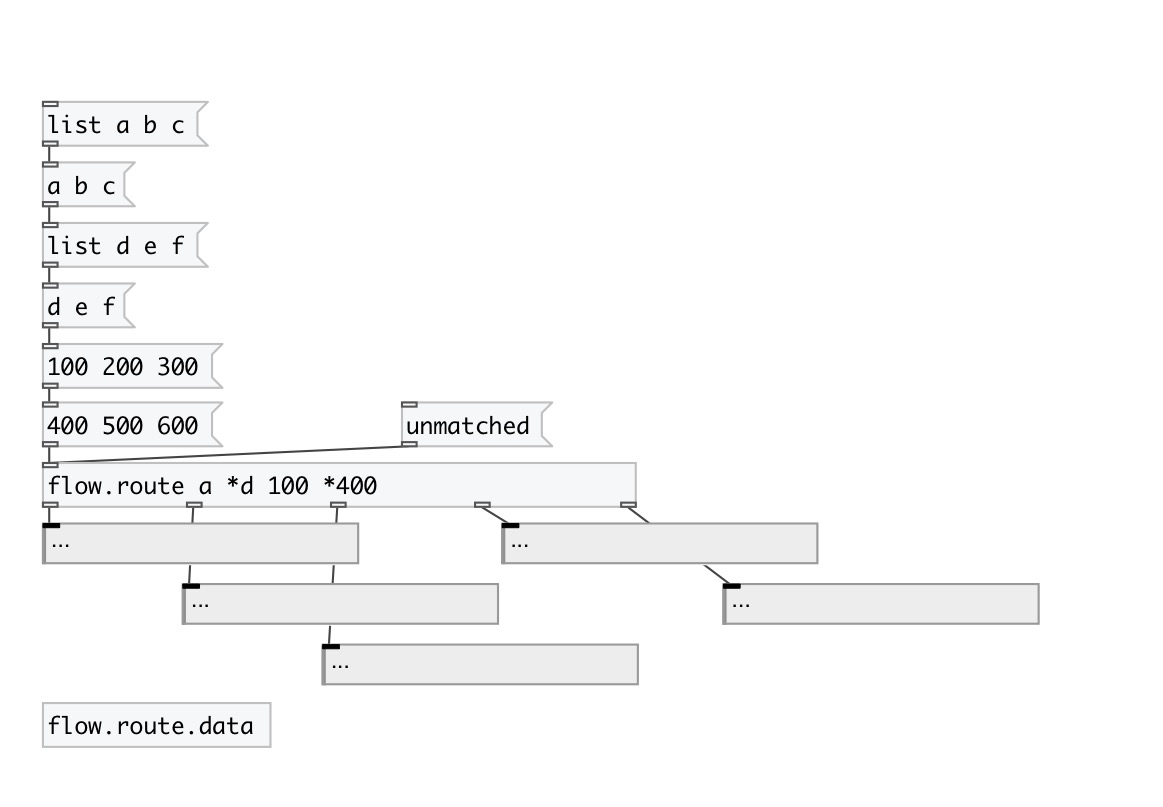 list a b c
a b c
list d e f
d e f
100 200 300
400 500 600
unmatched
flow.route a *d 100 *400
...
...
...
...
...
flow.route.data